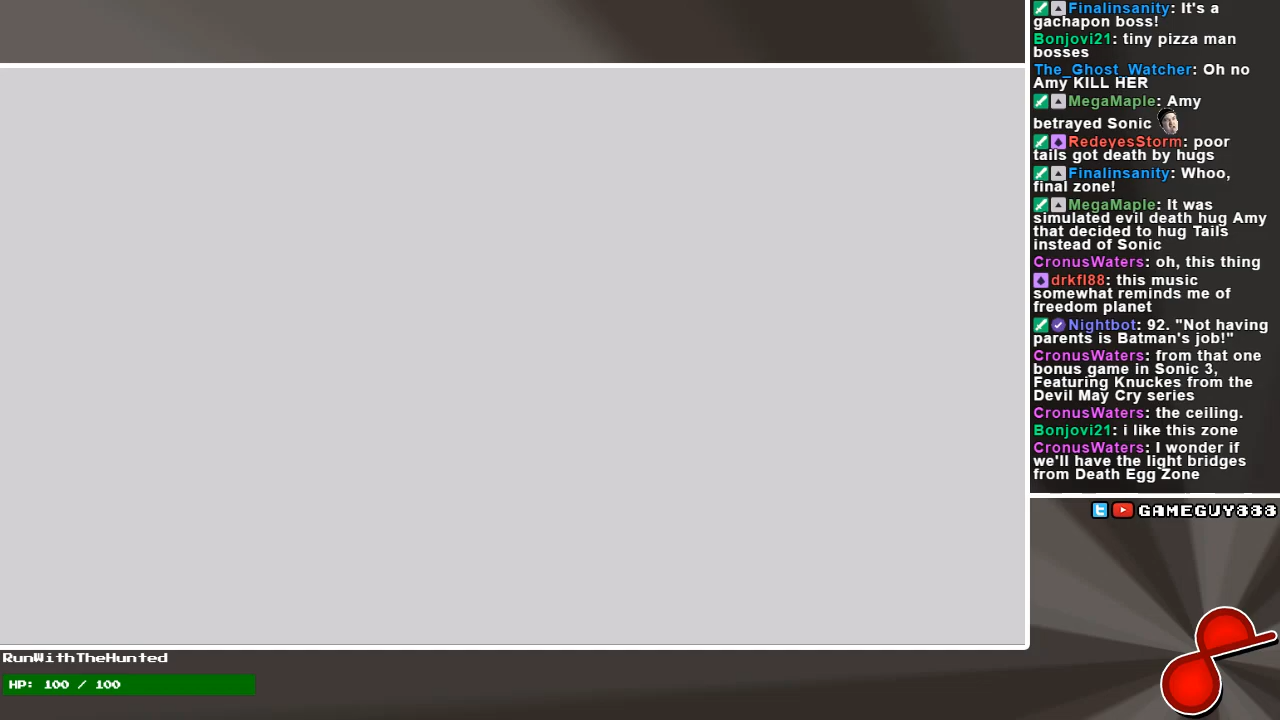 Finalinsanity: It's a
gachapon boss!
Bonjovi21: tiny pizza man
bosses
The_Ghost_Watcher: Oh no
Amy KILL HER
MegaMaple: Amy
betrayed Sonic
RedeyesStorm: poor
tails got death by hugs
Finalinsanity: Whoo,
final zone!
MegaMaple: It was
simulated evil death hug Amy
that decided to hug Tails
instead of Sonic
CronusWaters: oh, this thing
drkfl88: this music
somewhat reminds me of
freedom planet
Nightbot: 92. "Not having
parents is Batman's job!"
CronusWaters: from that one
bonus game in Sonic 3,
Featuring Knuckes from the
Devil May Cry series
CronusWaters: the ceiling.
Bonjovi21: i like this zone
CronusWaters: I wonder if
we'll have the light bridges
from Death Egg Zone
GAMEGUY888
RunWithTheHunted
HP: 100 / 100